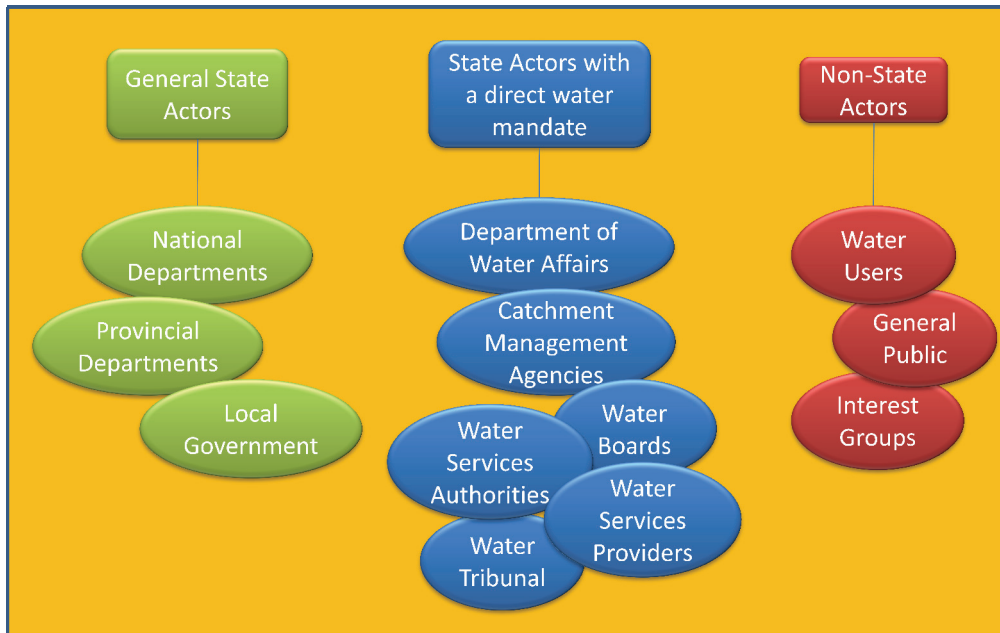 General State
Actors
National
Departments
Provincial
Departments
Local
Government
State Actors with
a direct water
mandate
Department of
Water Affairs
Catchment
Management
Agencies
Water
Boards
Water
Services
Authorities
Water
Services
Providers
Water
Tribunal
Non-State
Actors
Water
Users
General
Public
Interest
Groups